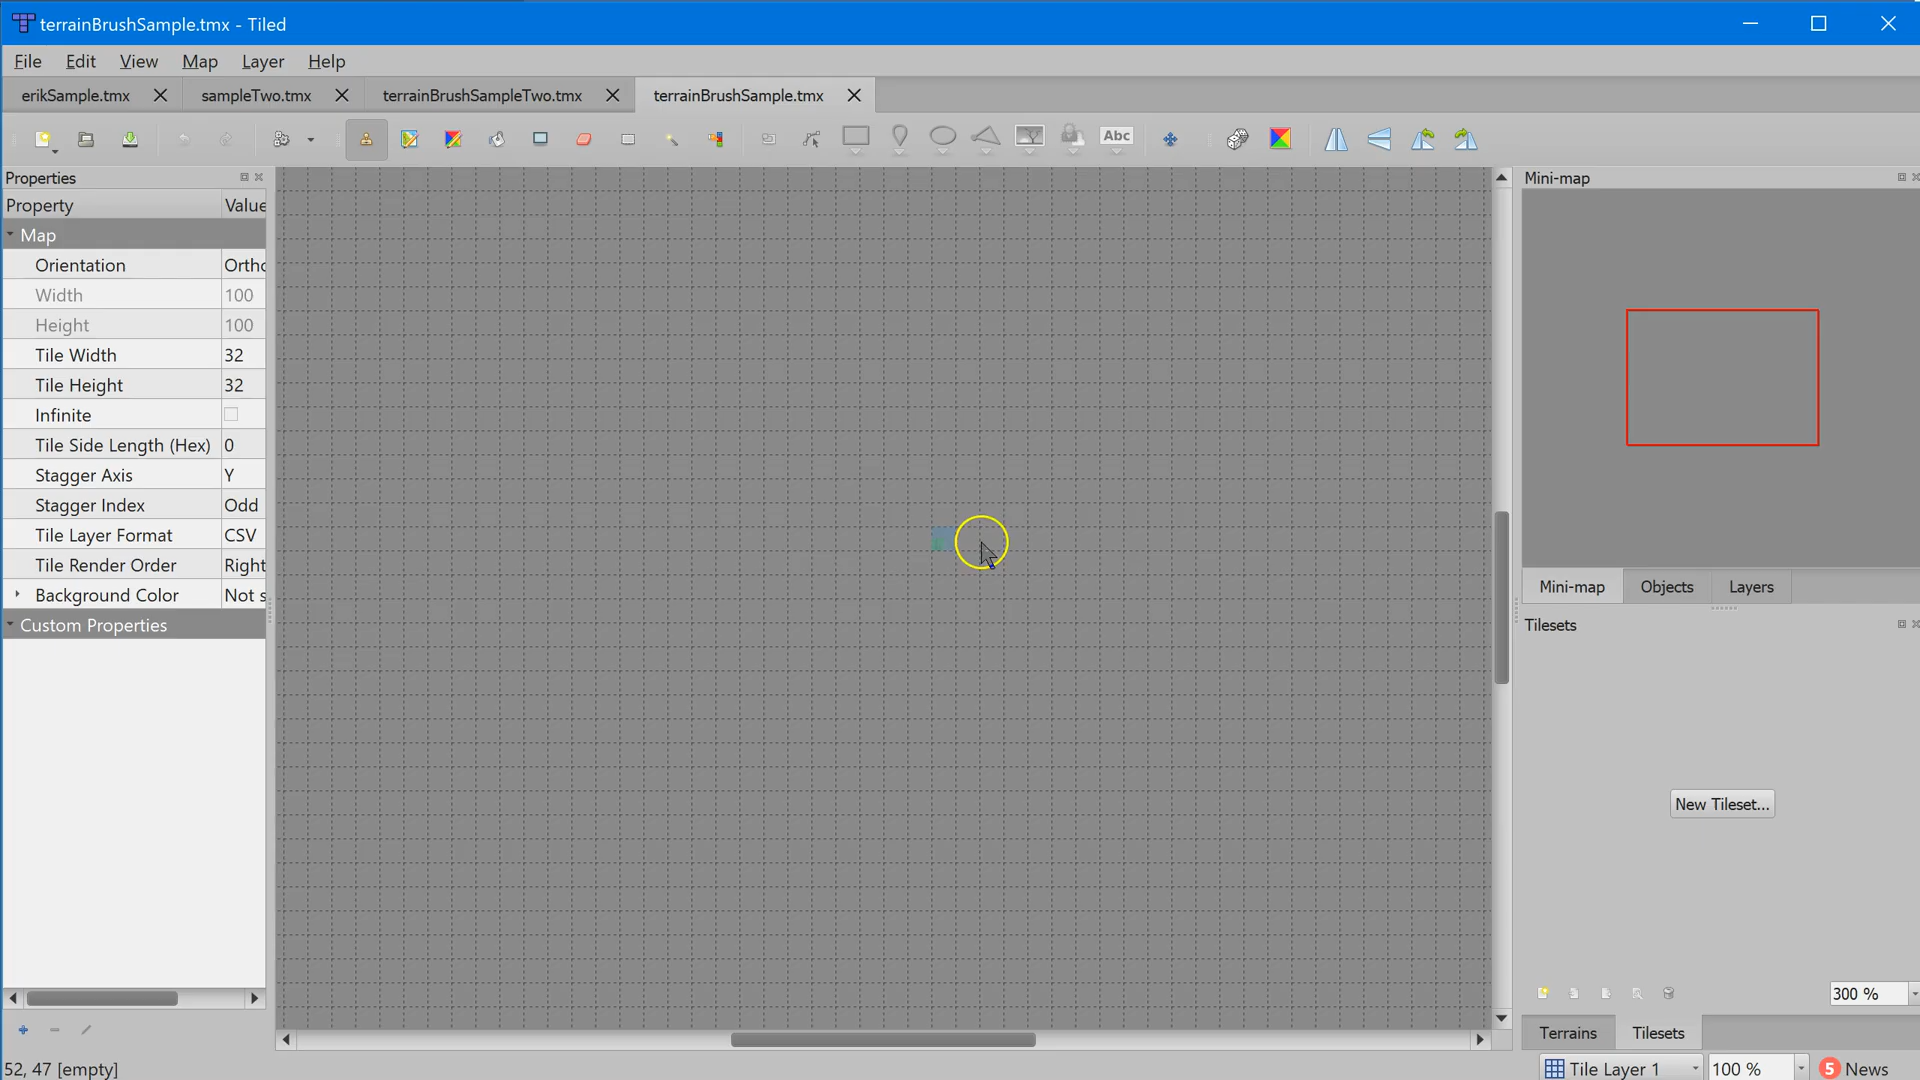 terrainBrushSample.tmx - Tiled
File Edit View Map Layer Help
erikSample.tmx sampleTwo.tmx terrainBrushSampleTwo.tmx terrainBrushSample.tmx
Abc
Properties
Property Value
Map
Orientation Ortho
Width 100
Height 100
Tile Width 32
Tile Height 32
Infinite
Tile Side Length (Hex) 0
Stagger Axis Y
Stagger Index Odd
Tile Layer Format CSV
Tile Render Order Right
Background Color Not s
Custom Properties
52, 47 [empty]
Mini-map
Mini-map Objects Layers
Tilesets
New Tileset...
300 %
Terrains Tilesets
Tile Layer 1 100 % 5 News